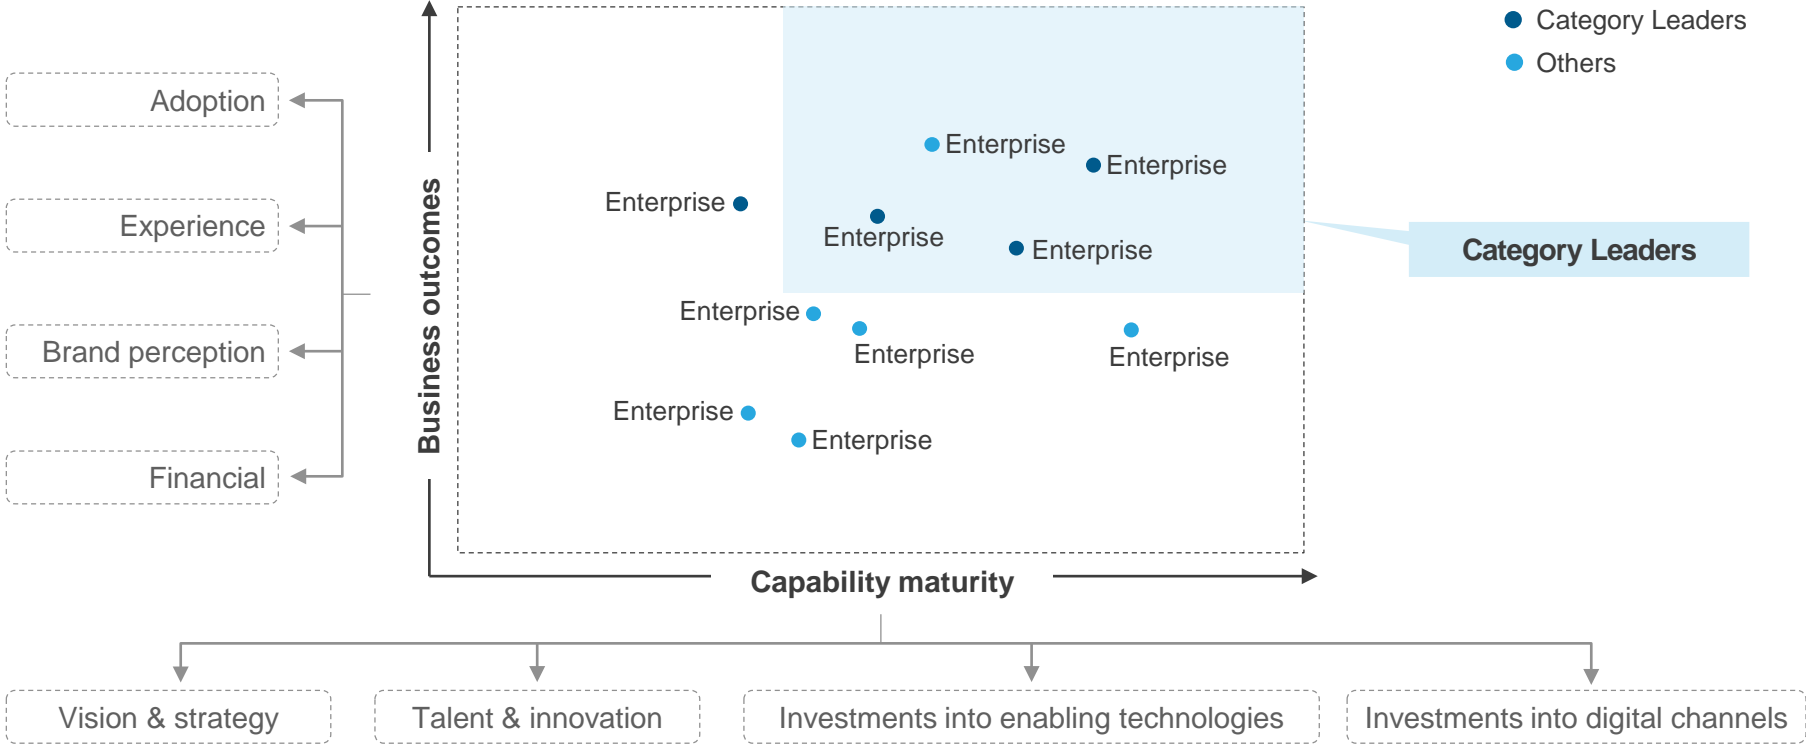 Category Leaders
Others
Adoption
Experience
Brand perception
Financial
Business outcomes
Enterprise
Enterprise
Enterprise
Enterprise
Enterprise
Enterprise
Enterprise
Enterprise
Enterprise
Enterprise
Category Leaders
Capability maturity
Vision & strategy
Talent & innovation
Investments into enabling technologies
Investments into digital channels